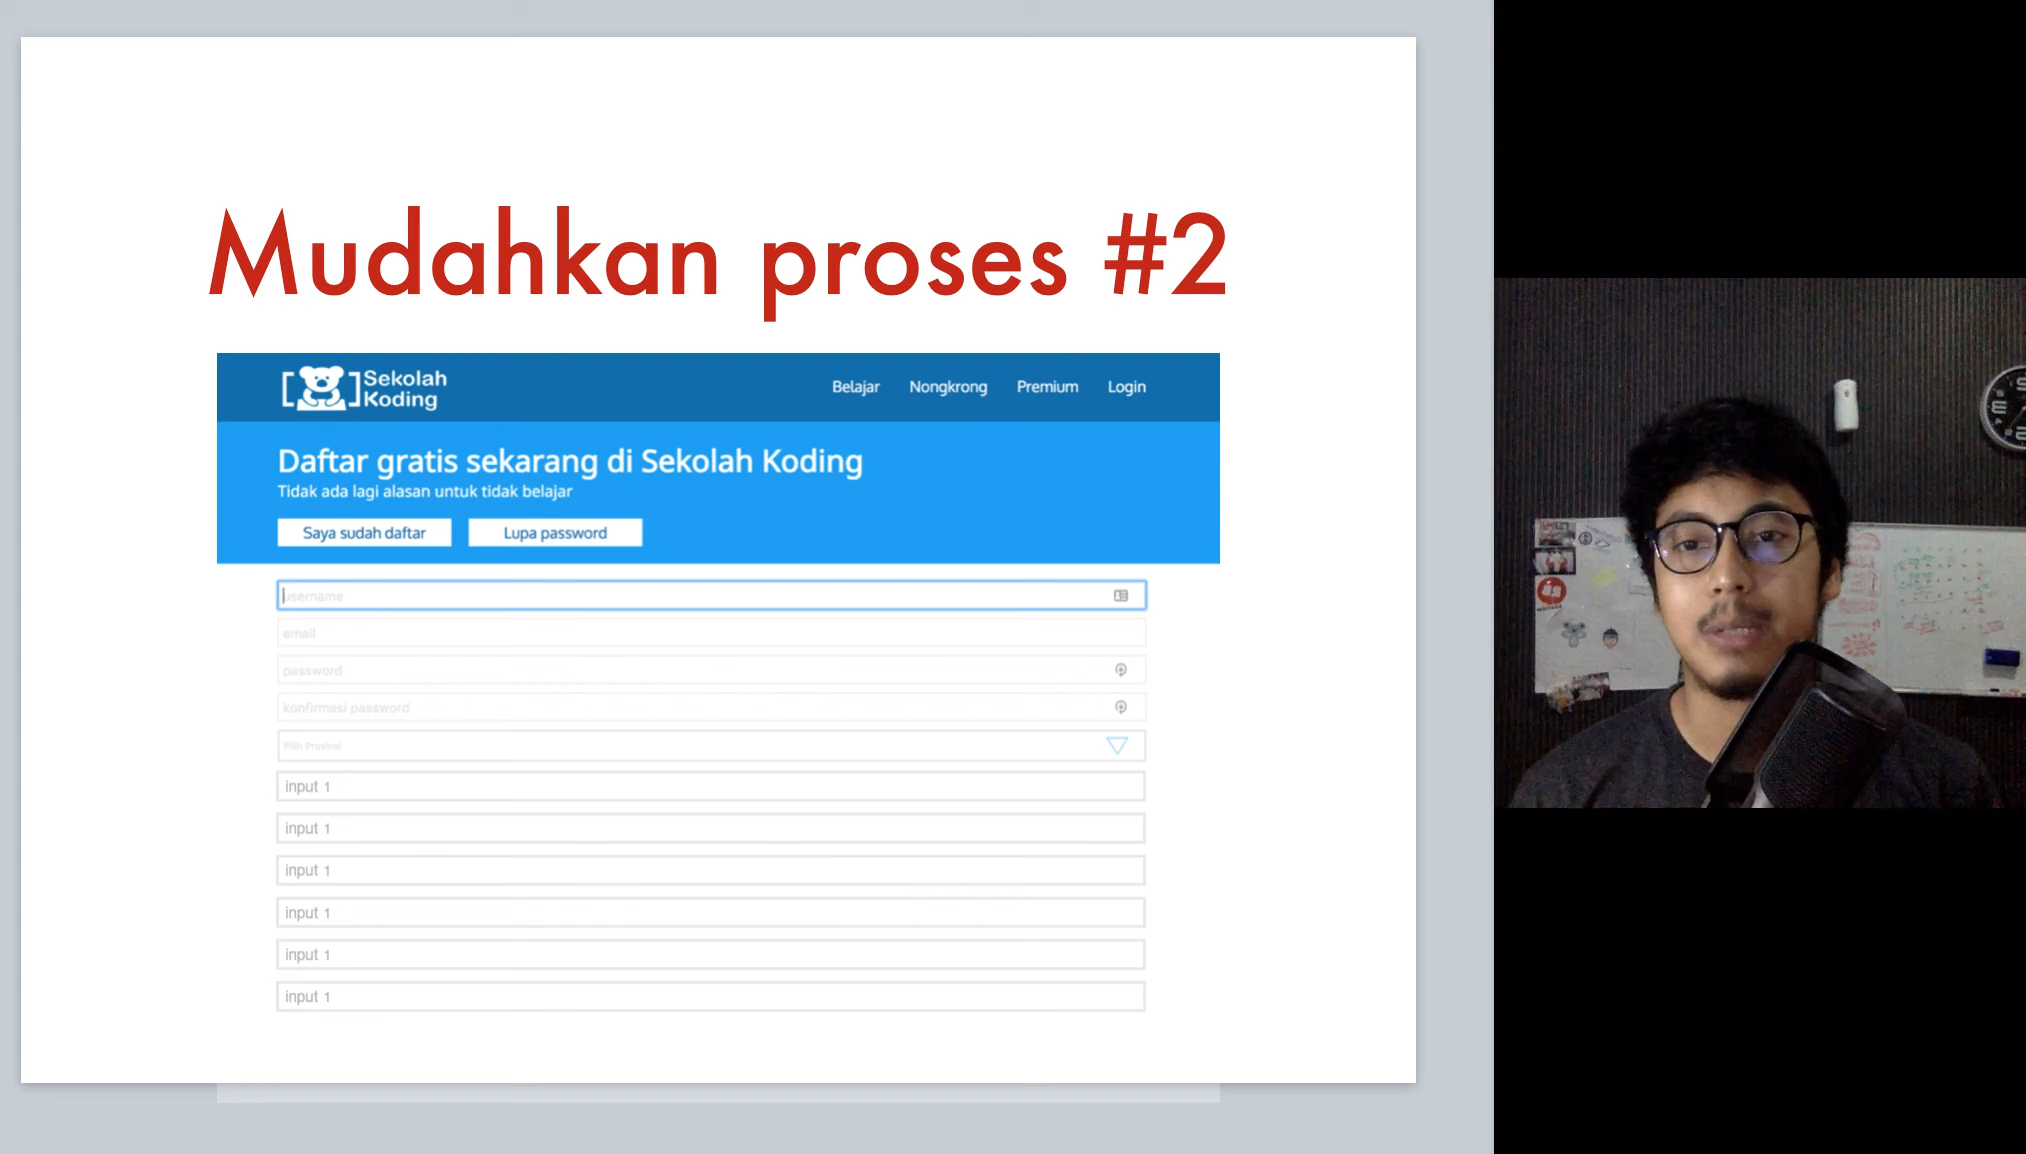 Mudahkan proses #2
Sekolah
Koding
Belajar Nongkrong Premium Login
Daftar gratis sekarang di Sekolah Koding
Tidak ada lagi alasan untuk tidak belajar
Saya sudah daftar Lupa password
username
email
password
konfirmasi password
Pilih Provinsi
input 1
input 1
input 1
input 1
input 1
input 1